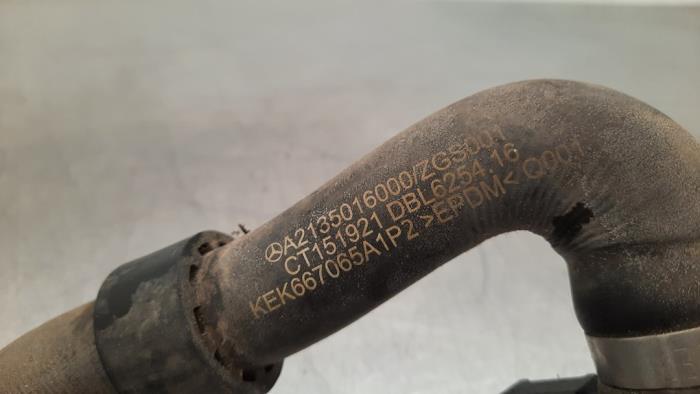 A2135016000/ZGS001
CT151921 DBL6254 16
KEK667065A1P2 >EPDM< Q001